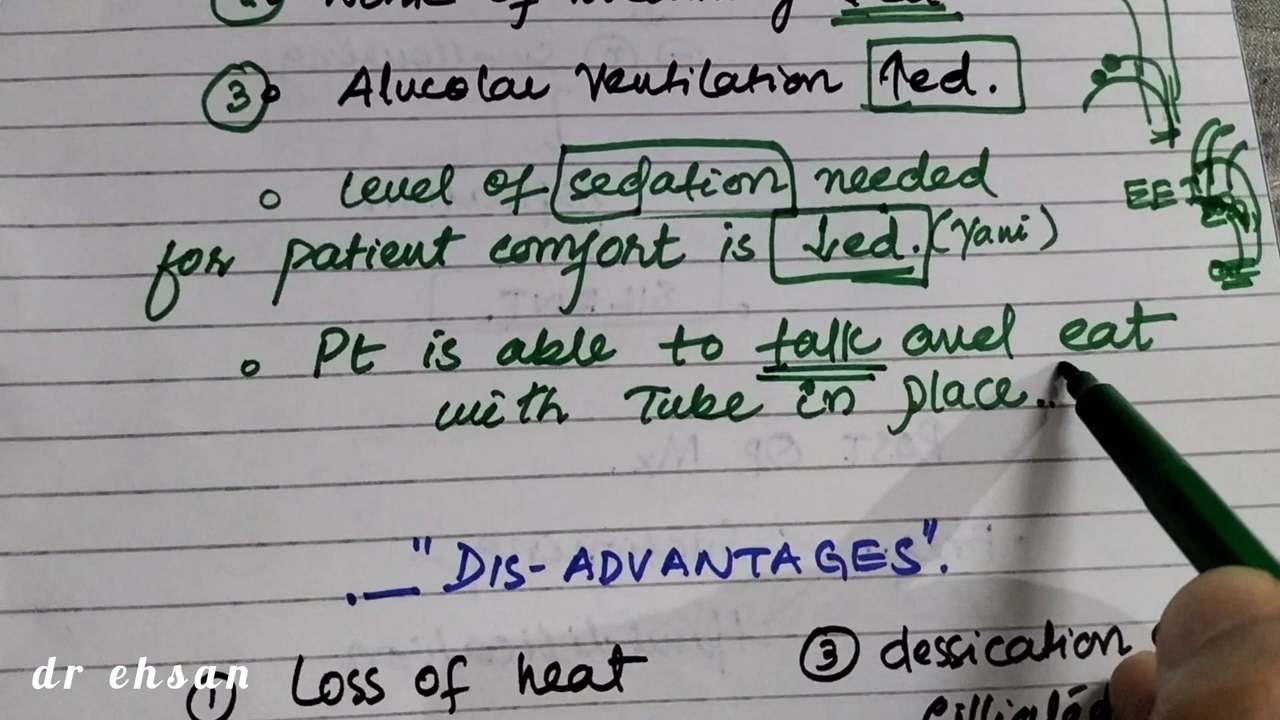 ③ Alucolar Ventilation ↑ed.
EE
○ level of sedation needed
for patient comfort is ↓ed. (Yani)
○ Pt is able to talk and eat
with Tube in place..
"DIS-ADVANTAGES".
① Loss of heat
③ dessication
dr ehsan